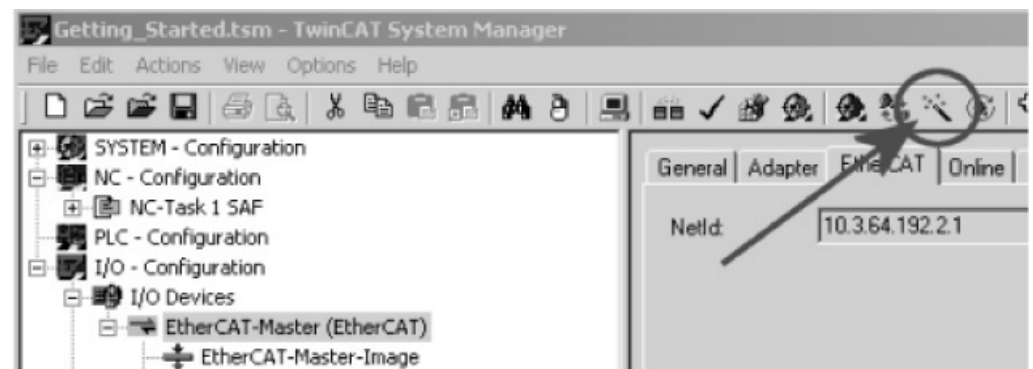 Getting_Started.tsm - TwinCAT System Manager
File Edit Actions View Options Help
SYSTEM - Configuration
NC - Configuration
NC-Task 1 SAF
PLC - Configuration
I/O - Configuration
I/O Devices
EtherCAT-Master (EtherCAT)
EtherCAT-Master-Image
General Adapter EtherCAT Online
NetId: 10.3.64.192.2.1